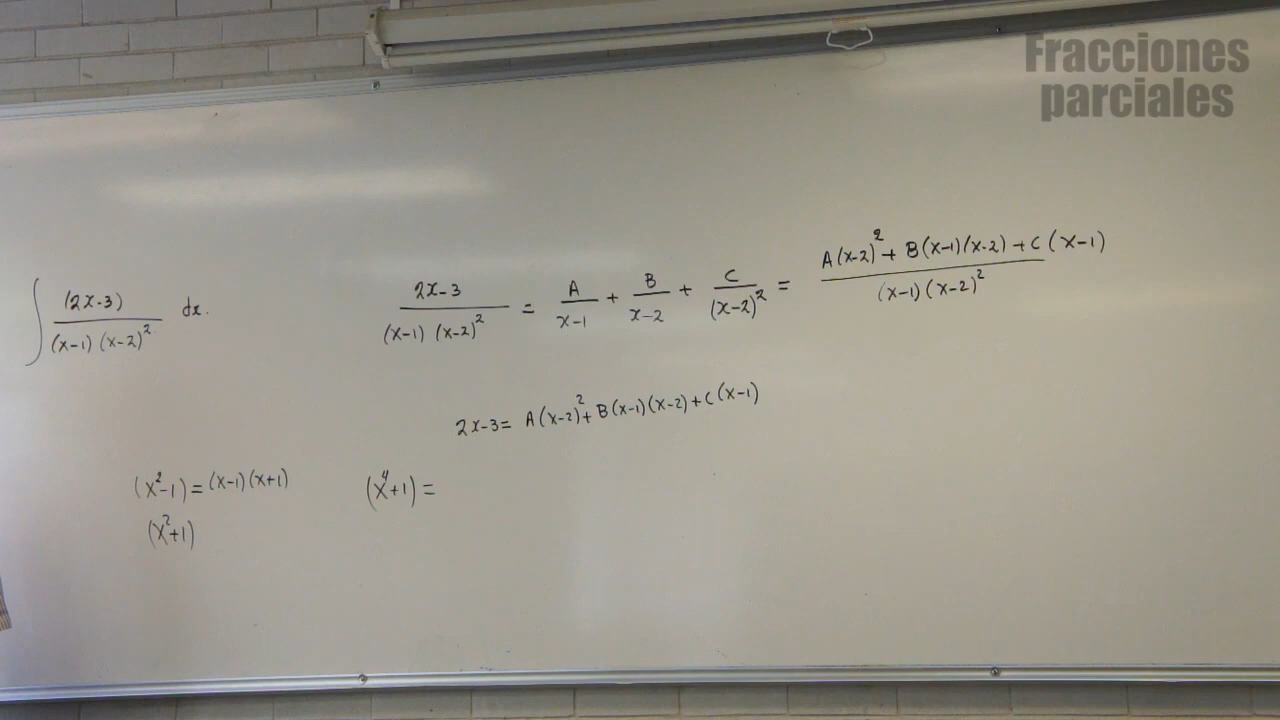 Fracciones
parciales
∫ (2x-3)/((x-1)(x-2)²) dx.
(2x-3)/((x-1)(x-2)²) = A/(x-1) + B/(x-2) + C/(x-2)² = (A(x-2)² + B(x-1)(x-2) + C(x-1))/((x-1)(x-2)²)
2x-3 = A(x-2)² + B(x-1)(x-2) + C(x-1)
(x²-1) = (x-1)(x+1)
(x⁴+1) =
(x²+1)